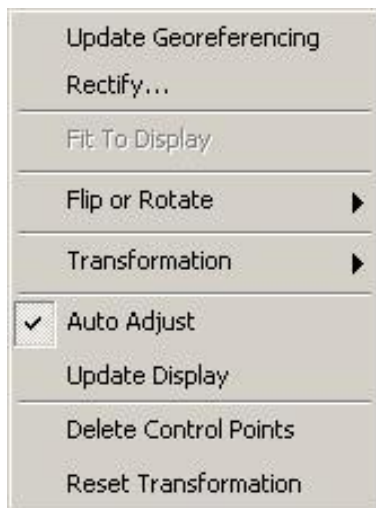 Update Georeferencing
Rectify...
Fit To Display
Flip or Rotate
Transformation
Auto Adjust
Update Display
Delete Control Points
Reset Transformation